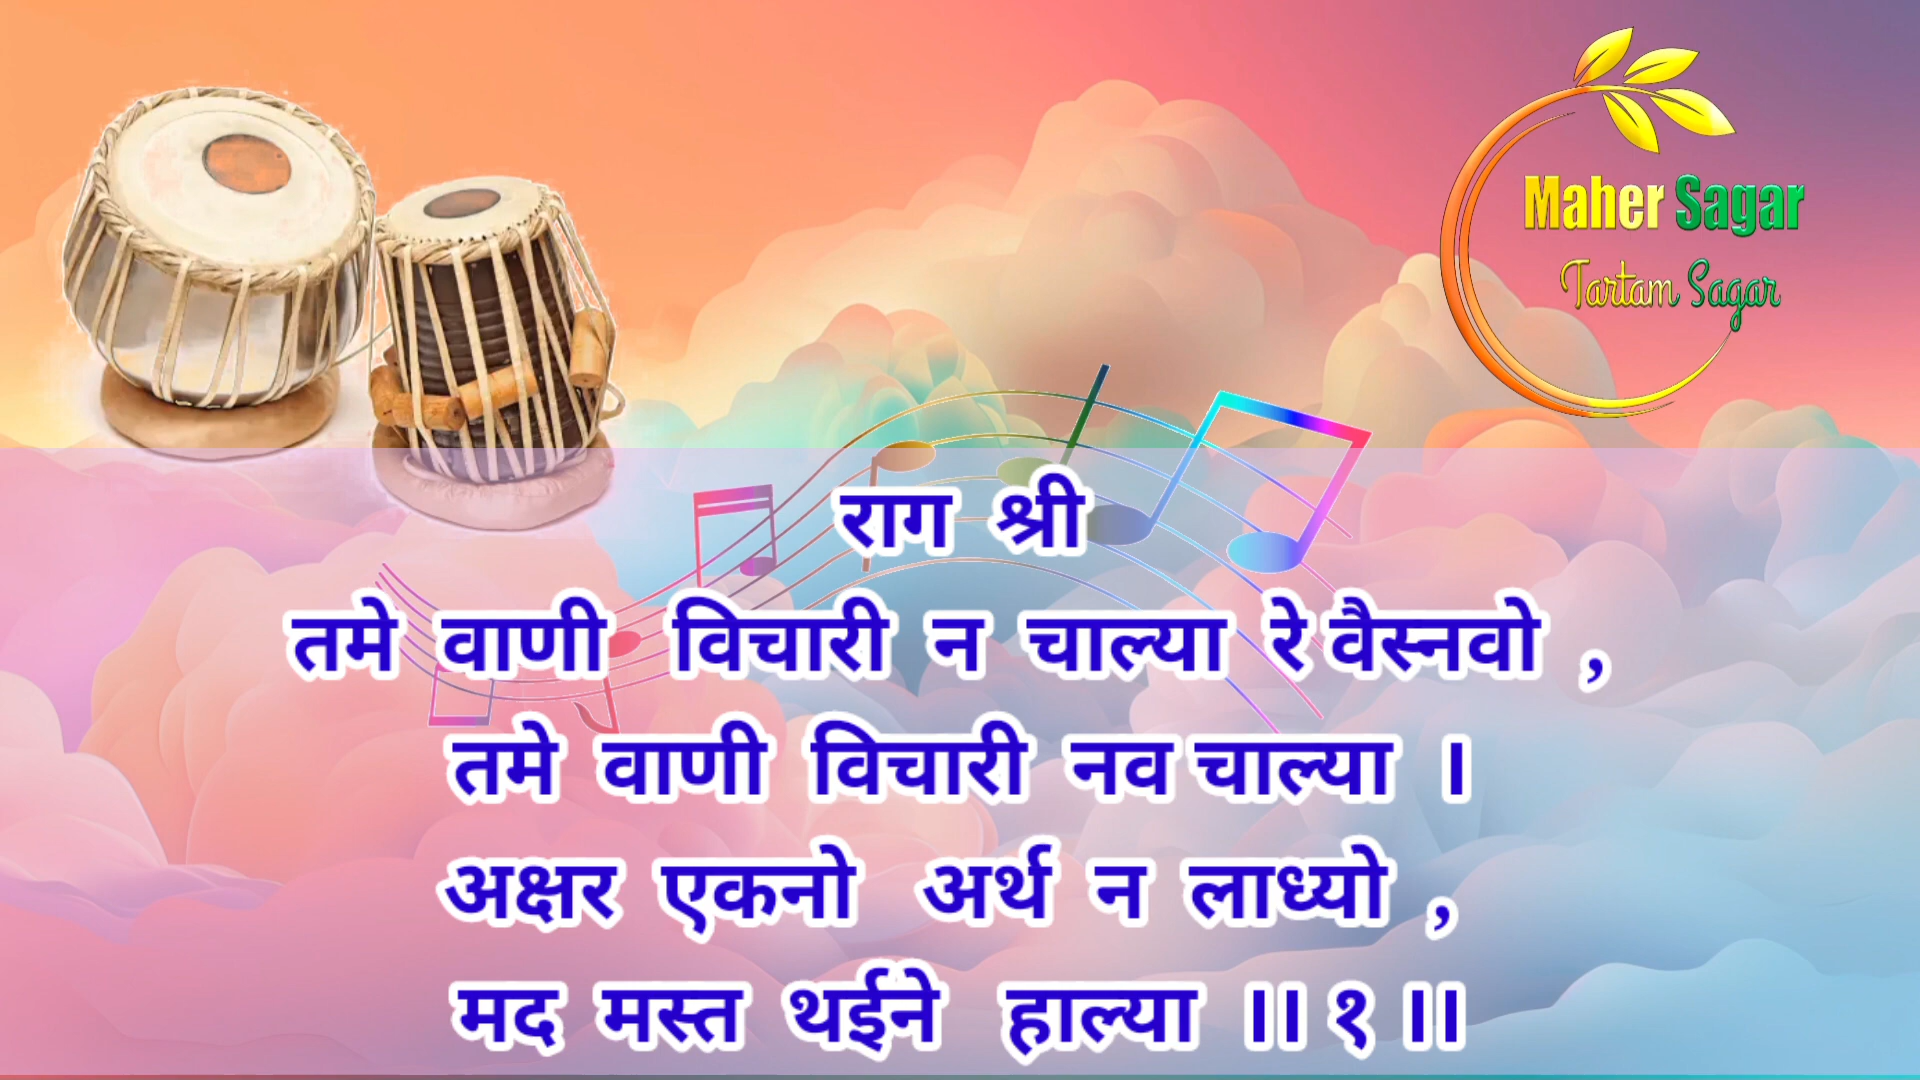 Maher Sagar
Tartam Sagar
राग श्री
तमे वाणी विचारी न चाल्या रे वैस्नवो ,
तमे वाणी विचारी नव चाल्या ।
अक्षर एकनो अर्थ न लाध्यो ,
मद मस्त थईने हाल्या ।। १ ।।